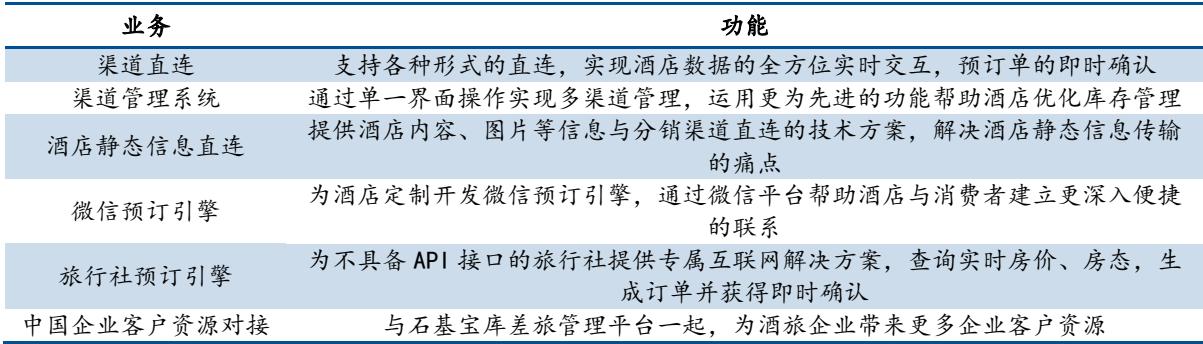 业务 功能
渠道直连 支持各种形式的直连，实现酒店数据的全方位实时交互，预订单的即时确认
渠道管理系统 通过单一界面操作实现多渠道管理，运用更为先进的功能帮助酒店优化库存管理
酒店静态信息直连 提供酒店内容、图片等信息与分销渠道直连的技术方案，解决酒店静态信息传输
的痛点
微信预订引擎 为酒店定制开发微信预订引擎，通过微信平台帮助酒店与消费者建立更深入便捷
的联系
旅行社预订引擎 为不具备 API 接口的旅行社提供专属互联网解决方案，查询实时房价、房态，生
成订单并获得即时确认
中国企业客户资源对接 与石基宝库差旅管理平台一起，为酒旅企业带来更多企业客户资源